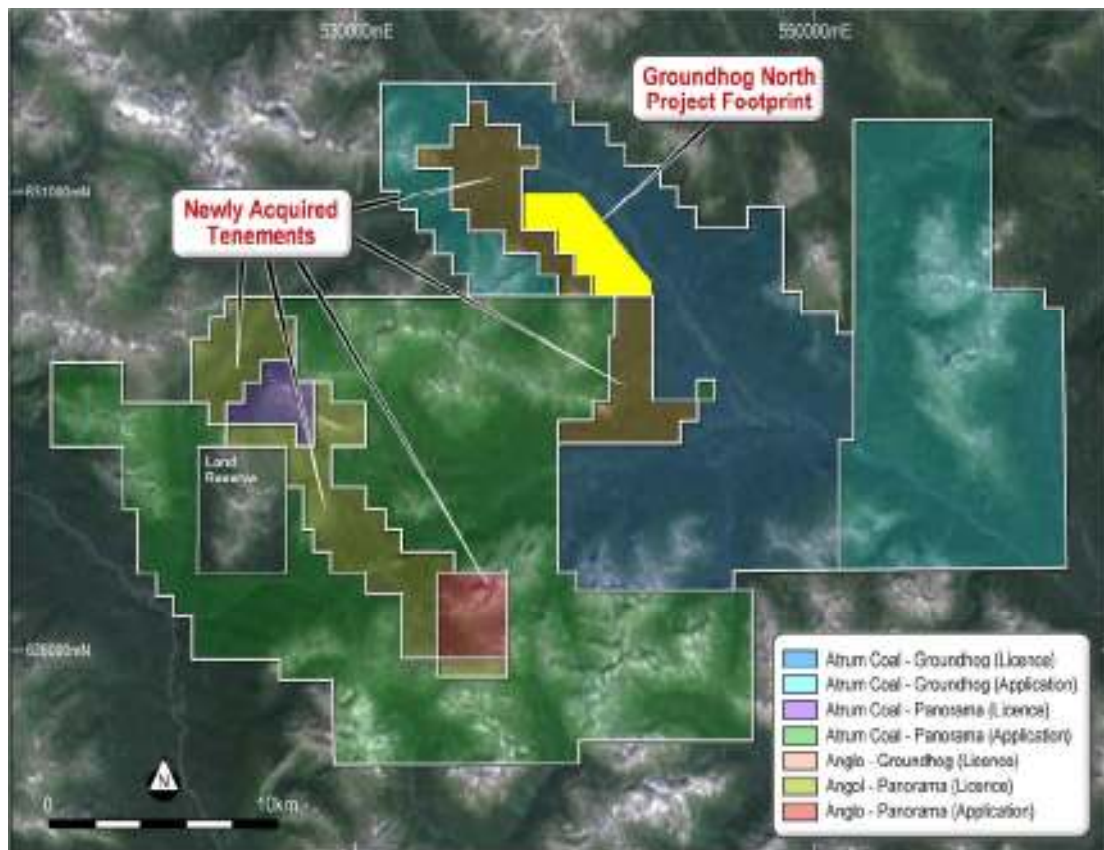 530000mE
550000mE
Groundhog North
Project Footprint
Newly Acquired
Tenements
Land
Reserve
N
0
10km
Atrum Coal - Groundhog (Licence)
Atrum Coal - Groundhog (Application)
Atrum Coal - Panorama (Licence)
Atrum Coal - Panorama (Application)
Anglo - Groundhog (Licence)
Angol - Panorama (Licence)
Anglo - Panorama (Application)